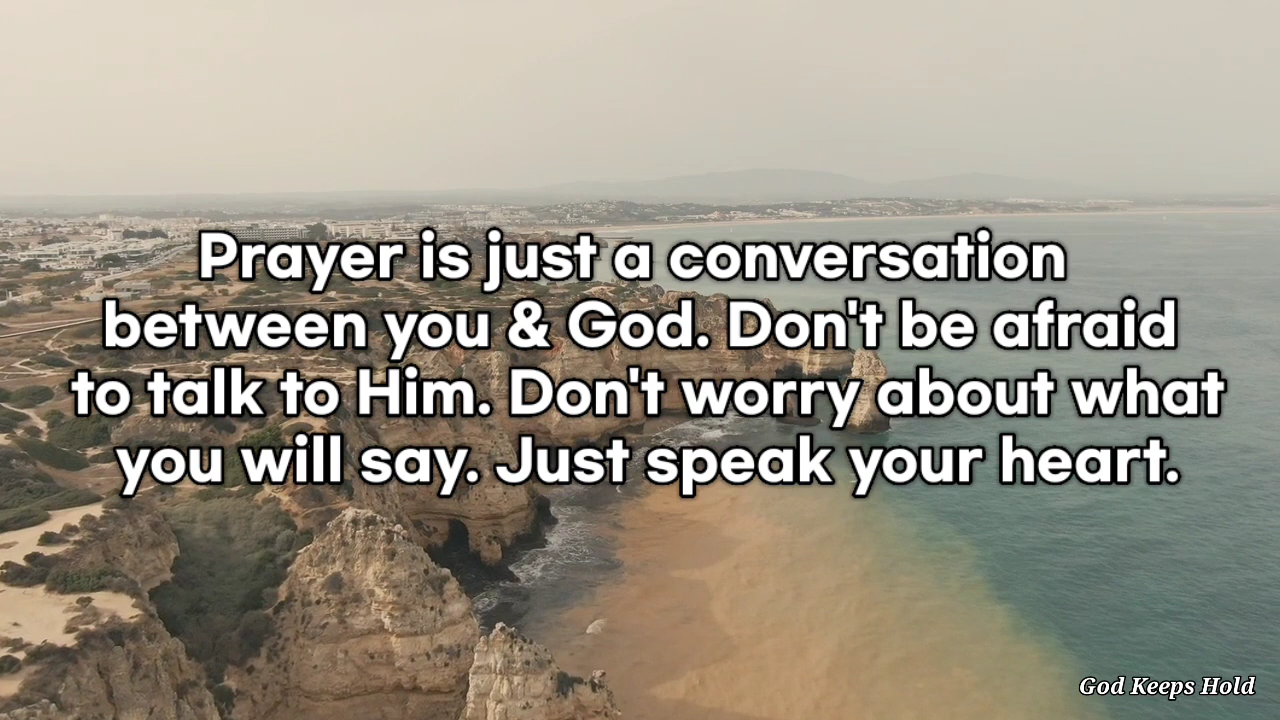 Prayer is just a conversation
between you & God. Don't be afraid
to talk to Him. Don't worry about what
you will say. Just speak your heart.
God Keeps Hold